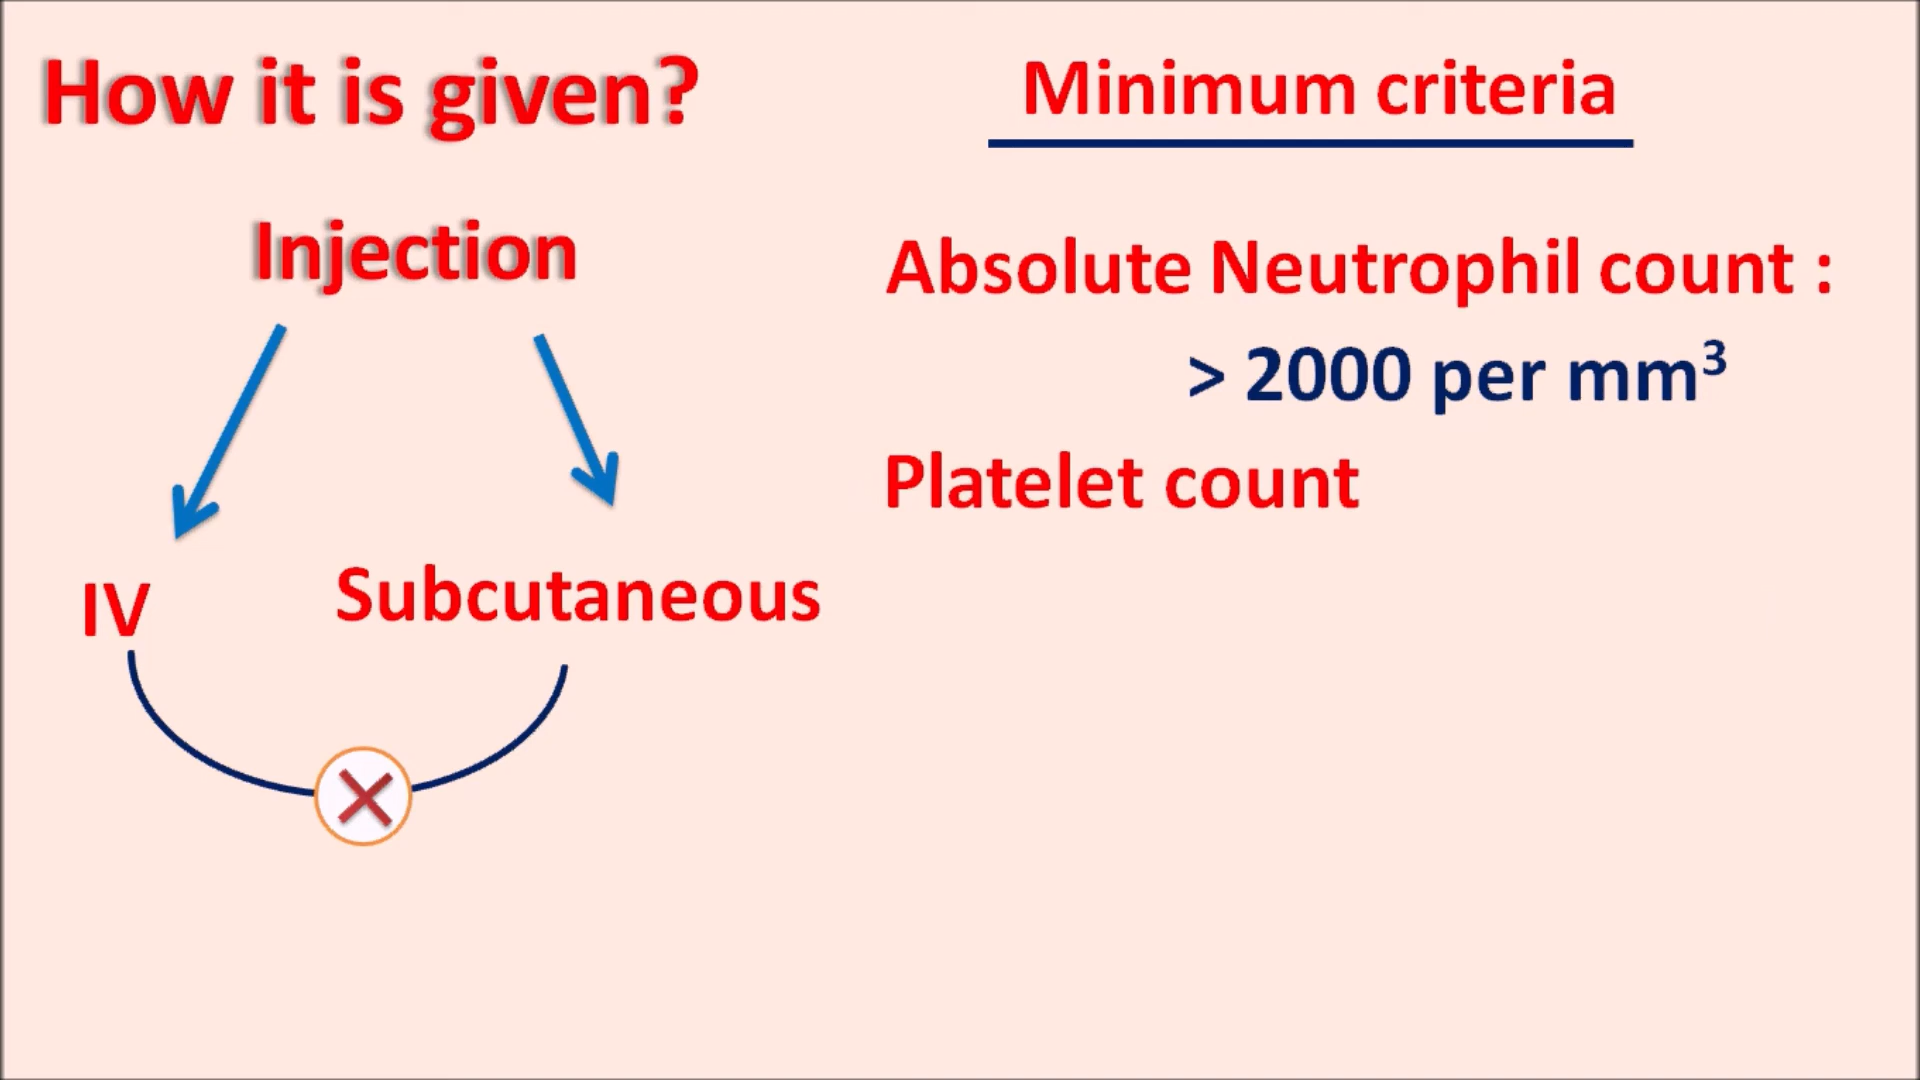 How it is given?
Injection
IV
Subcutaneous
Minimum criteria
Absolute Neutrophil count :
> 2000 per mm³
Platelet count